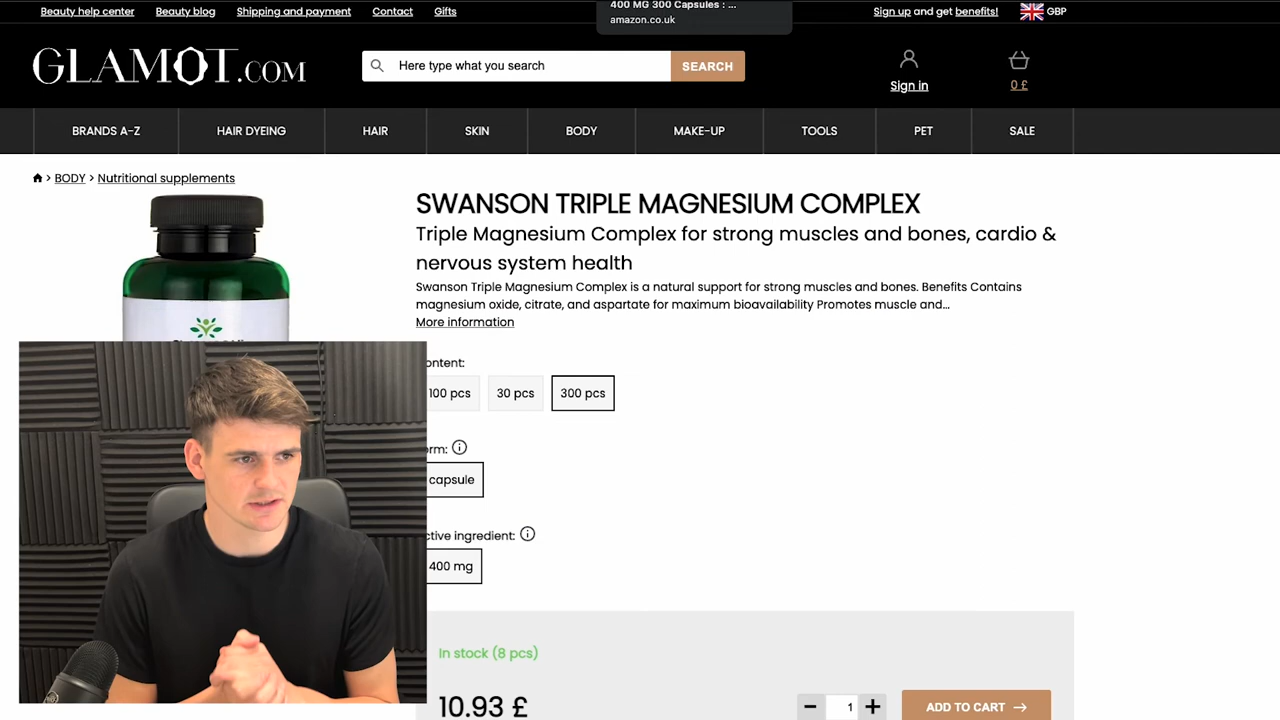 Beauty help center Beauty blog Shipping and payment Contact Gifts
400 MG 300 Capsules : ...
amazon.co.uk
Sign up and get benefits! GBP
GLAMOT.COM
Here type what you search
SEARCH
Sign in
0 £
BRANDS A-Z HAIR DYEING HAIR SKIN BODY MAKE-UP TOOLS PET SALE
> BODY > Nutritional supplements
SWANSON TRIPLE MAGNESIUM COMPLEX
Triple Magnesium Complex for strong muscles and bones, cardio &
nervous system health
Swanson Triple Magnesium Complex is a natural support for strong muscles and bones. Benefits Contains
magnesium oxide, citrate, and aspartate for maximum bioavailability Promotes muscle and...
More information
ontent:
100 pcs 30 pcs 300 pcs
orm:
capsule
ctive ingredient:
400 mg
In stock (8 pcs)
10.93 £
− 1 +
ADD TO CART →